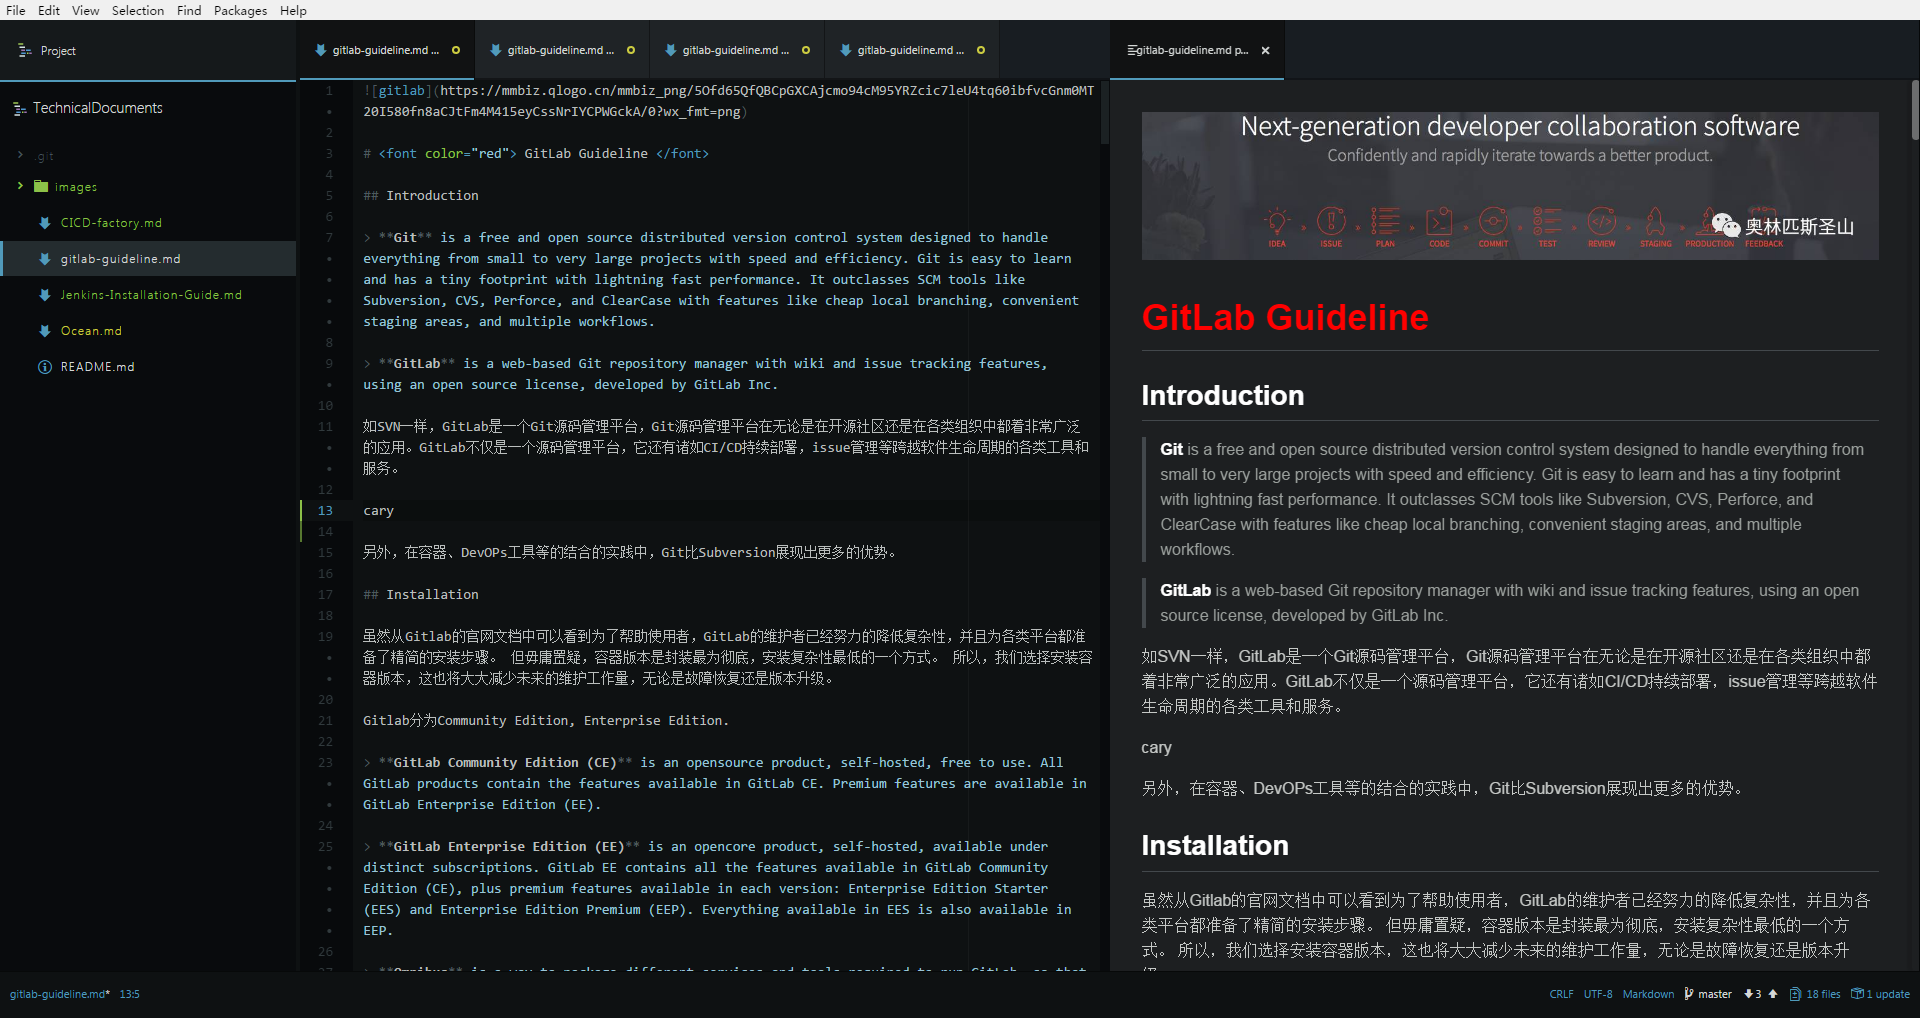 File Edit View Selection Find Packages Help
Project
TechnicalDocuments
.git
images
CICD-factory.md
gitlab-guideline.md
Jenkins-Installation-Guide.md
Ocean.md
README.md
gitlab-guideline.md ...
gitlab-guideline.md ...
gitlab-guideline.md ...
gitlab-guideline.md ...
gitlab-guideline.md p...
1 ![gitlab](https://mmbiz.qlogo.cn/mmbiz_png/5Ofd65QfQBCpGXCAjcmo94cM95YRZcic7leU4tq60ibfvcGnm0MT
20I580fn8aCJtFm4M415eyCssNrIYCPWGckA/0?wx_fmt=png)
2
3 # <font color="red"> GitLab Guideline </font>
4
5 ## Introduction
6
7 > **Git** is a free and open source distributed version control system designed to handle
everything from small to very large projects with speed and efficiency. Git is easy to learn
and has a tiny footprint with lightning fast performance. It outclasses SCM tools like
Subversion, CVS, Perforce, and ClearCase with features like cheap local branching, convenient
staging areas, and multiple workflows.
8
9 > **GitLab** is a web-based Git repository manager with wiki and issue tracking features,
using an open source license, developed by GitLab Inc.
10
11 如SVN一样，GitLab是一个Git源码管理平台，Git源码管理平台在无论是在开源社区还是在各类组织中都着非常广泛
的应用。GitLab不仅是一个源码管理平台，它还有诸如CI/CD持续部署，issue管理等跨越软件生命周期的各类工具和
服务。
12
13 cary
14
15 另外，在容器、DevOPs工具等的结合的实践中，Git比Subversion展现出更多的优势。
16
17 ## Installation
18
19 虽然从Gitlab的官网文档中可以看到为了帮助使用者，GitLab的维护者已经努力的降低复杂性，并且为各类平台都准
备了精简的安装步骤。 但毋庸置疑，容器版本是封装最为彻底，安装复杂性最低的一个方式。 所以，我们选择安装容
器版本，这也将大大减少未来的维护工作量，无论是故障恢复还是版本升级。
20
21 Gitlab分为Community Edition, Enterprise Edition.
22
23 > **GitLab Community Edition (CE)** is an opensource product, self-hosted, free to use. All
GitLab products contain the features available in GitLab CE. Premium features are available in
GitLab Enterprise Edition (EE).
24
25 > **GitLab Enterprise Edition (EE)** is an opencore product, self-hosted, available under
distinct subscriptions. GitLab EE contains all the features available in GitLab Community
Edition (CE), plus premium features available in each version: Enterprise Edition Starter
(EES) and Enterprise Edition Premium (EEP). Everything available in EES is also available in
EEP.
26
27 > **Omnibus** is a way to package different services and tools required to run GitLab, so that
Next-generation developer collaboration software
Confidently and rapidly iterate towards a better product.
IDEA ISSUE PLAN CODE COMMIT TEST REVIEW STAGING PRODUCTION FEEDBACK
奥林匹斯圣山
GitLab Guideline
Introduction
Git is a free and open source distributed version control system designed to handle everything from
small to very large projects with speed and efficiency. Git is easy to learn and has a tiny footprint
with lightning fast performance. It outclasses SCM tools like Subversion, CVS, Perforce, and
ClearCase with features like cheap local branching, convenient staging areas, and multiple
workflows.
GitLab is a web-based Git repository manager with wiki and issue tracking features, using an open
source license, developed by GitLab Inc.
如SVN一样，GitLab是一个Git源码管理平台，Git源码管理平台在无论是在开源社区还是在各类组织中都
着非常广泛的应用。GitLab不仅是一个源码管理平台，它还有诸如CI/CD持续部署，issue管理等跨越软件
生命周期的各类工具和服务。
cary
另外，在容器、DevOPs工具等的结合的实践中，Git比Subversion展现出更多的优势。
Installation
虽然从Gitlab的官网文档中可以看到为了帮助使用者，GitLab的维护者已经努力的降低复杂性，并且为各
类平台都准备了精简的安装步骤。 但毋庸置疑，容器版本是封装最为彻底，安装复杂性最低的一个方
式。 所以，我们选择安装容器版本，这也将大大减少未来的维护工作量，无论是故障恢复还是版本升
gitlab-guideline.md* 13:5
CRLF UTF-8 Markdown master 3 18 files 1 update